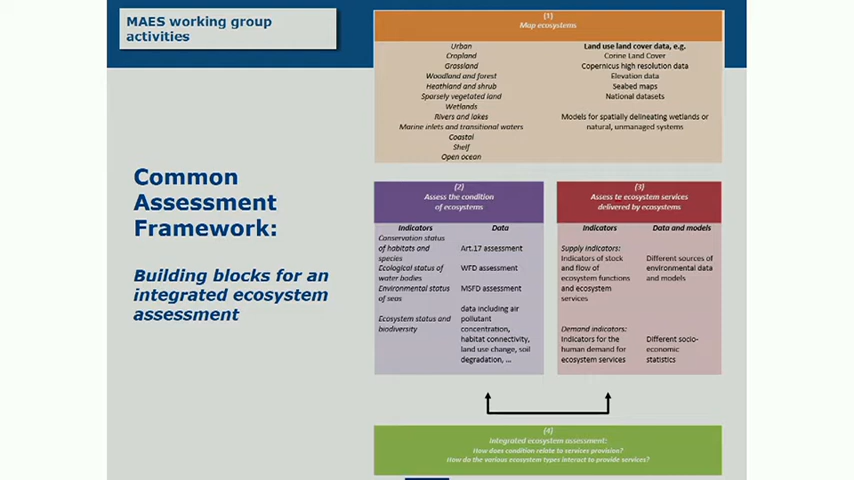 MAES working group
activities
Common
Assessment
Framework:
Building blocks for an
integrated ecosystem
assessment
(1)
Map ecosystems
Urban
Cropland
Grassland
Woodland and forest
Heathland and shrub
Sparsely vegetated land
Wetlands
Rivers and lakes
Marine inlets and transitional waters
Coastal
Shelf
Open ocean
Land use land cover data, e.g.
Corine Land Cover
Copernicus high resolution data
Elevation data
Seabed maps
National datasets
Models for spatially delineating wetlands or
natural, unmanaged systems
(2)
Assess the condition
of ecosystems
Indicators Data
Conservation status
of habitats and
species
Art.17 assessment
Ecological status of
water bodies
WFD assessment
Environmental status
of seas
MSFD assessment
Ecosystem status and
biodiversity
data including air
pollutant
concentration,
habitat connectivity,
land use change, soil
degradation, ...
(3)
Assess te ecosystem services
delivered by ecosystems
Indicators Data and models
Supply indicators:
Indicators of stock
and flow of
ecosystem functions
and ecosystem
services
Different sources of
environmental data
and models
Demand indicators:
Indicators for the
human demand for
ecosystem services
Different socio-
economic
statistics
(4)
Integrated ecosystem assessment:
How does condition relate to services provision?
How do the various ecosystem types interact to provide services?